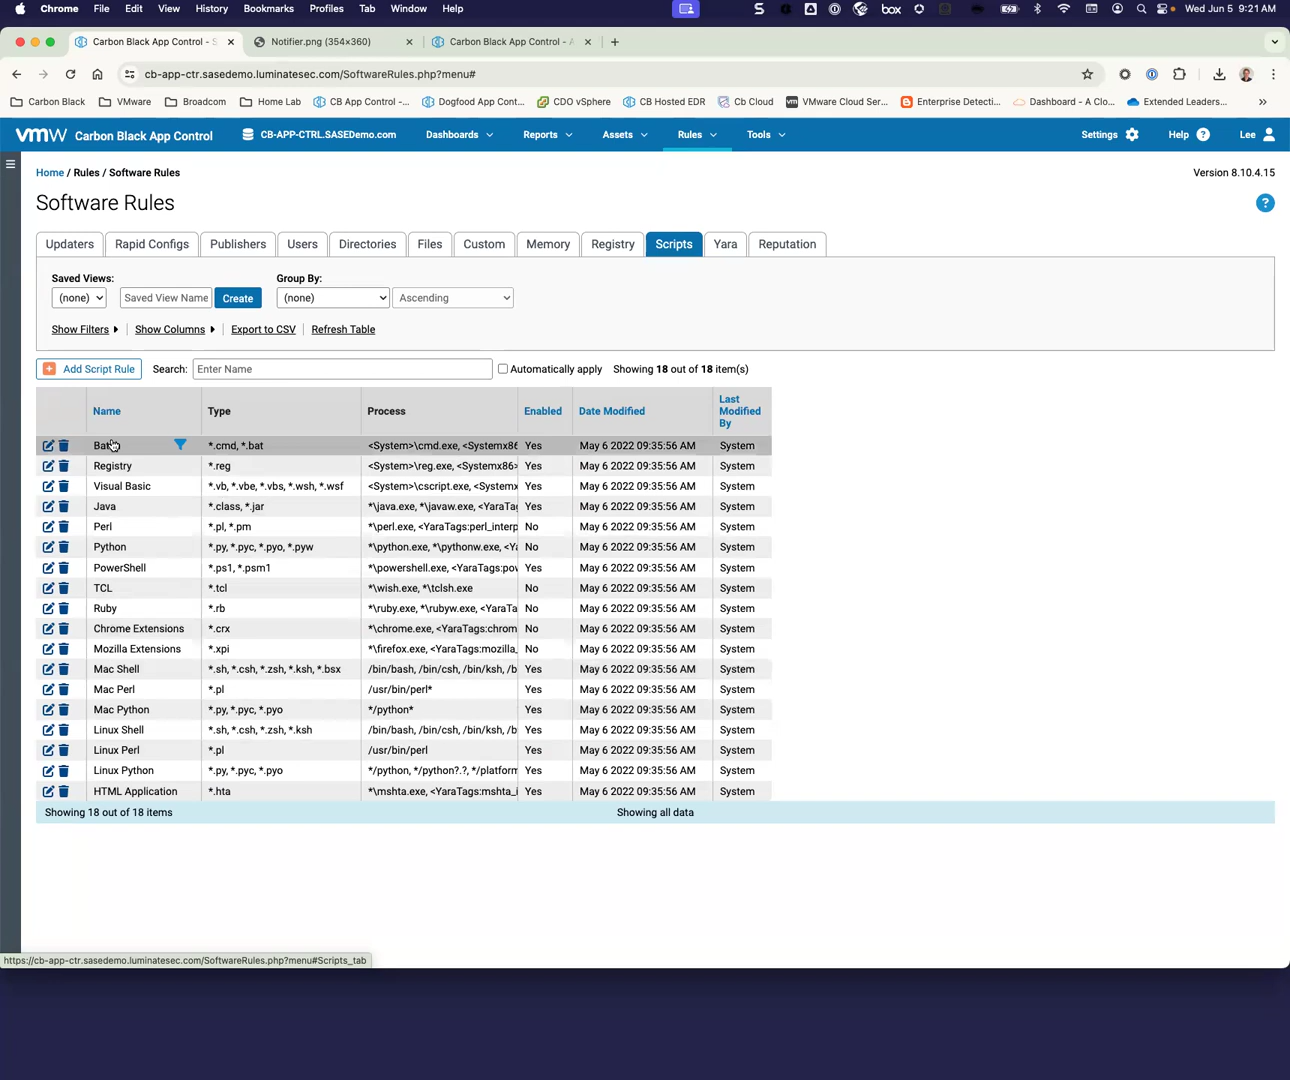 Chrome File Edit View History Bookmarks Profiles Tab Window Help S box Wed Jun 5 9:21 AM
Carbon Black App Control - S Notifier.png (354×360) Carbon Black App Control - A
cb-app-ctr.sasedemo.luminatesec.com/SoftwareRules.php?menu#
Carbon Black VMware Broadcom Home Lab CB App Control -... Dogfood App Cont... CDO vSphere CB Hosted EDR Cb Cloud VMware Cloud Ser... Enterprise Detecti... Dashboard - A Clo... Extended Leaders...
vmw Carbon Black App Control CB-APP-CTRL.SASEDemo.com Dashboards Reports Assets Rules Tools Settings Help Lee
Home / Rules / Software Rules Version 8.10.4.15
Software Rules
Updaters Rapid Configs Publishers Users Directories Files Custom Memory Registry Scripts Yara Reputation
Saved Views: Group By:
(none) Saved View Name Create (none) Ascending
Show Filters Show Columns Export to CSV Refresh Table
Add Script Rule Search: Enter Name Automatically apply Showing 18 out of 18 item(s)
Name Type Process Enabled Date Modified Last Modified By
*.cmd, *.bat <System>\cmd.exe, <Systemx86 Yes May 6 2022 09:35:56 AM System
Registry *.reg <System>\reg.exe, <Systemx86> Yes May 6 2022 09:35:56 AM System
Visual Basic *.vb, *.vbe, *.vbs, *.wsh, *.wsf <System>\cscript.exe, <Systemx Yes May 6 2022 09:35:56 AM System
Java *.class, *.jar *\java.exe, *\javaw.exe, <YaraTag Yes May 6 2022 09:35:56 AM System
Perl *.pl, *.pm *\perl.exe, <YaraTags:perl_interp No May 6 2022 09:35:56 AM System
Python *.py, *.pyc, *.pyo, *.pyw *\python.exe, *\pythonw.exe, <Ya No May 6 2022 09:35:56 AM System
PowerShell *.ps1, *.psm1 *\powershell.exe, <YaraTags:pov Yes May 6 2022 09:35:56 AM System
TCL *.tcl *\wish.exe, *\tclsh.exe No May 6 2022 09:35:56 AM System
Ruby *.rb *\ruby.exe, *\rubyw.exe, <YaraTa No May 6 2022 09:35:56 AM System
Chrome Extensions *.crx *\chrome.exe, <YaraTags:chrom No May 6 2022 09:35:56 AM System
Mozilla Extensions *.xpi *\firefox.exe, <YaraTags:mozilla_ No May 6 2022 09:35:56 AM System
Mac Shell *.sh, *.csh, *.zsh, *.ksh, *.bsx /bin/bash, /bin/csh, /bin/ksh, /b Yes May 6 2022 09:35:56 AM System
Mac Perl *.pl /usr/bin/perl* Yes May 6 2022 09:35:56 AM System
Mac Python *.py, *.pyc, *.pyo */python* Yes May 6 2022 09:35:56 AM System
Linux Shell *.sh, *.csh, *.zsh, *.ksh /bin/bash, /bin/csh, /bin/ksh, /b Yes May 6 2022 09:35:56 AM System
Linux Perl *.pl /usr/bin/perl Yes May 6 2022 09:35:56 AM System
Linux Python *.py, *.pyc, *.pyo */python, */python?.?, */platform Yes May 6 2022 09:35:56 AM System
HTML Application *.hta *\mshta.exe, <YaraTags:mshta_i Yes May 6 2022 09:35:56 AM System
Showing 18 out of 18 items Showing all data
https://cb-app-ctr.sasedemo.luminatesec.com/SoftwareRules.php?menu#Scripts_tab